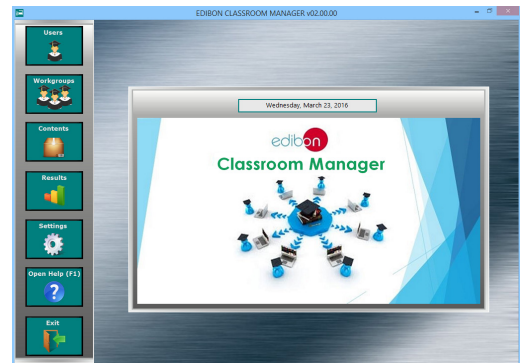 EDIBON CLASSROOM MANAGER v02.00.00
Users
Workgroups
Contents
Results
Settings
Open Help (F1)
?
Exit
Wednesday, March 23, 2016
edibon
Classroom Manager